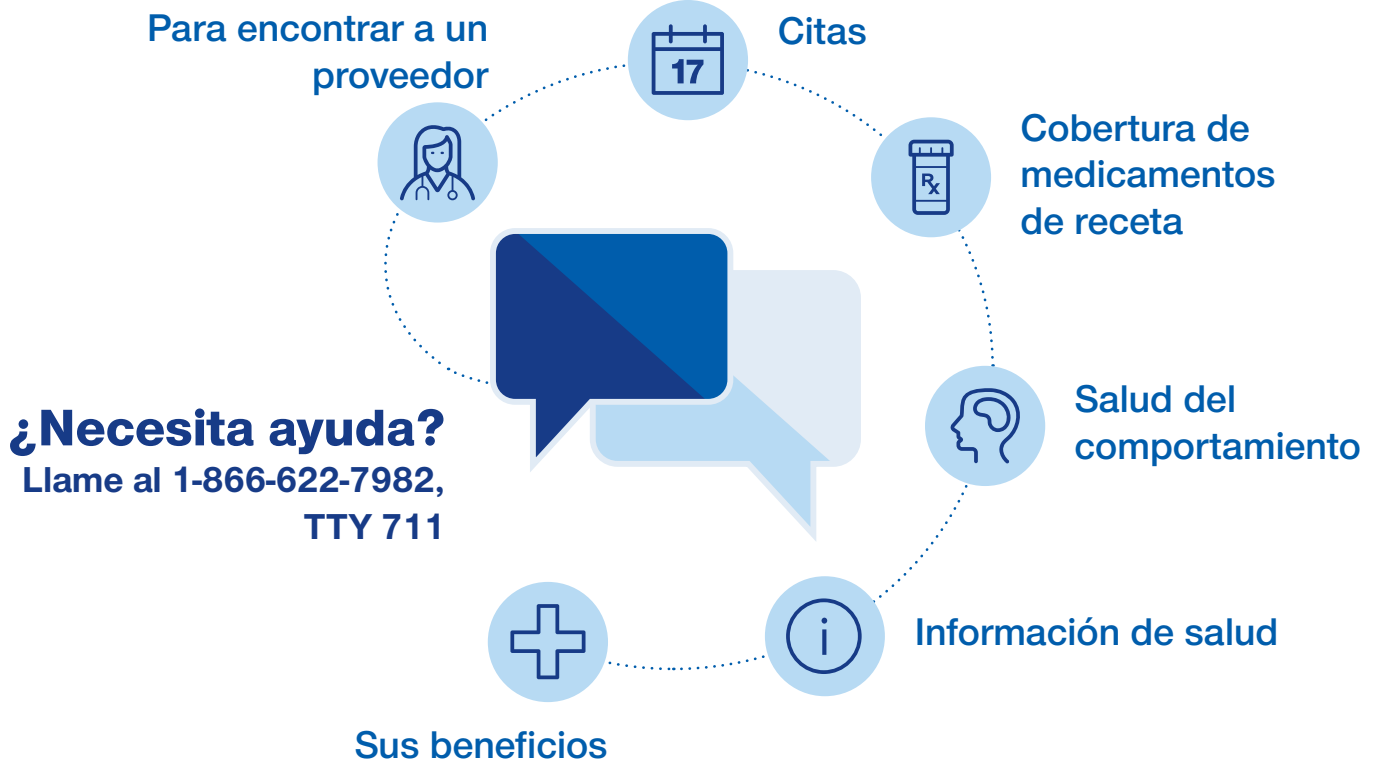 Para encontrar a un
proveedor
Citas
17
Cobertura de
medicamentos
de receta
Rx
Salud del
comportamiento
¿Necesita ayuda?
Llame al 1-866-622-7982,
TTY 711
i
Información de salud
Sus beneficios